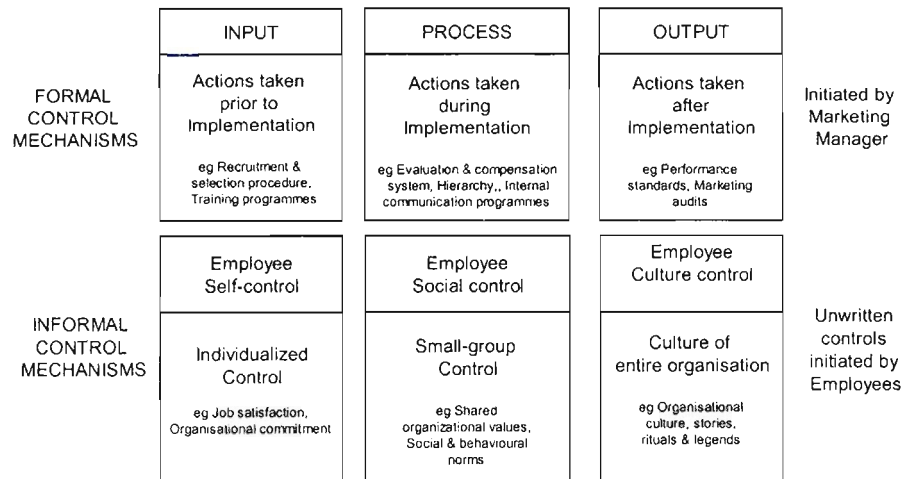 INPUT
PROCESS
OUTPUT
FORMAL
CONTROL
MECHANISMS
Actions taken
prior to
Implementation
eg Recruitment &
selection procedure,
Training programmes
Actions taken
during
Implementation
eg Evaluation & compensation
system, Hierarchy,, Internal
communication programmes
Actions taken
after
Implementation
eg Performance
standards, Marketing
audits
Initiated by
Marketing
Manager
INFORMAL
CONTROL
MECHANISMS
Employee
Self-control
Individualized
Control
eg Job satisfaction,
Organisational commitment
Employee
Social control
Small-group
Control
eg Shared
organizational values,
Social & behavioural
norms
Employee
Culture control
Culture of
entire organisation
eg Organisational
culture, stories,
rituals & legends
Unwritten
controls
initiated by
Employees